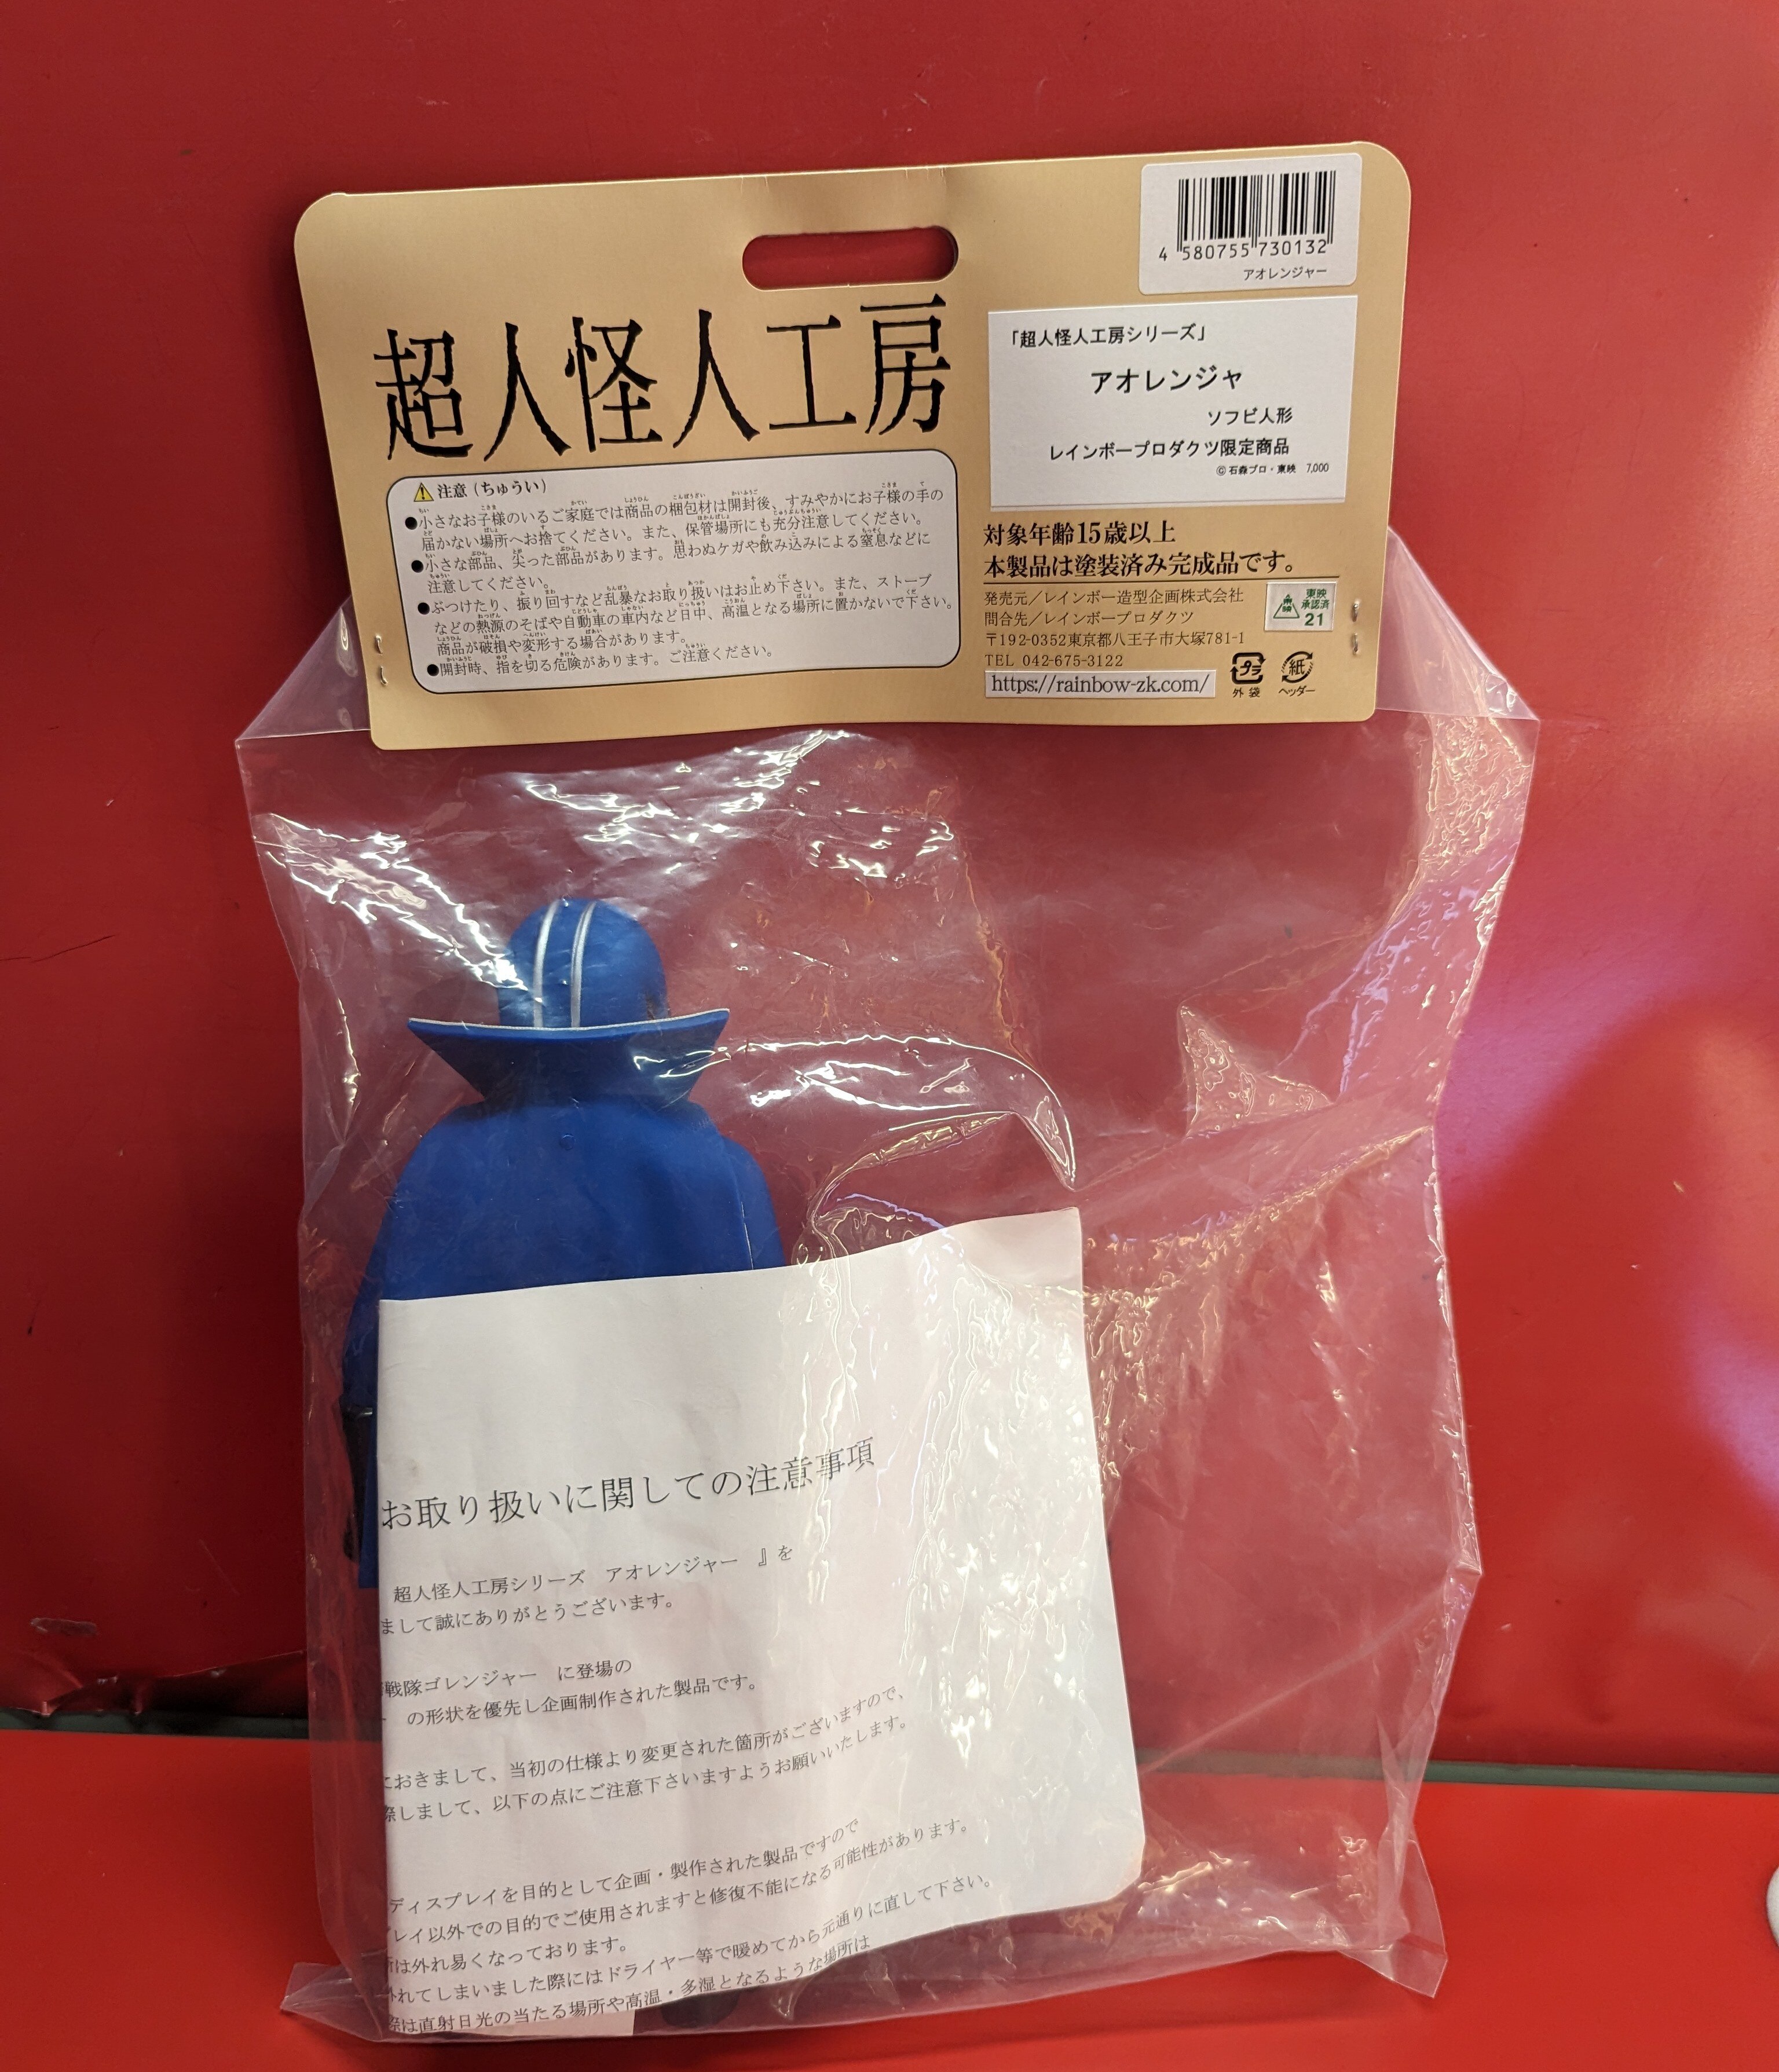 超人怪人工房
⚠注意(ちゅうい)
●小さなお子様のいるご家庭では商品の梱包材は開封後、すみやかにお子様の手の
届かない場所へお捨てください。また、保管場所にも充分注意してください。
●小さな部品、尖った部品があります。思わぬケガや飲み込みによる窒息などに
注意してください。
●ぶつけたり、振り回すなど乱暴なお取り扱いはお止め下さい。また、ストーブ
などの熱源のそばや自動車の車内など日中、高温となる場所に置かないで下さい。
商品が破損や変形する場合があります。
●開封時、指を切る危険があります。ご注意ください。
4 580755 730132
アオレンジャー
「超人怪人工房シリーズ」
アオレンジャ
ソフビ人形
レインボープロダクツ限定商品
©石森プロ・東映 7,000
対象年齢15歳以上
本製品は塗装済み完成品です。
発売元/レインボー造型企画株式会社
問合先/レインボープロダクツ
〒192-0352東京都八王子市大塚781-1
TEL 042-675-3122
https://rainbow-zk.com/
東映
承認済
21
プラ
外袋
紙
ヘッダー
お取り扱いに関しての注意事項
超人怪人工房シリーズ アオレンジャー 』を
まして誠にありがとうございます。
戦隊ゴレンジャー に登場の
の形状を優先し企画制作された製品です。
におきまして、当初の仕様より変更された箇所がございますので、
際しまして、以下の点にご注意下さいますようお願いいたします。
ディスプレイを目的として企画・製作された製品ですので
レイ以外での目的でご使用されますと修復不能になる可能性があります。
は外れ易くなっております。
外れてしまいました際にはドライヤー等で暖めてから元通りに直して下さい。
際は直射日光の当たる場所や高温・多湿となるような場所は